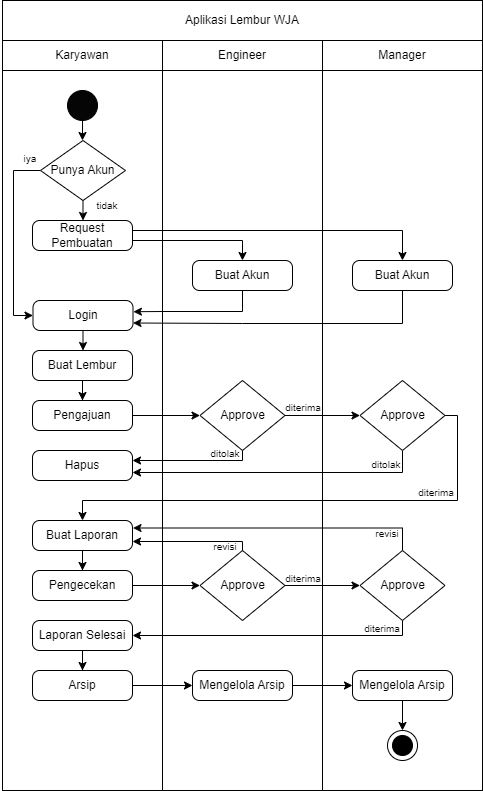 Aplikasi Lembur WJA
Karyawan
Engineer
Manager
iya
Punya Akun
tidak
Request
Pembuatan
Buat Akun
Buat Akun
Login
Buat Lembur
Pengajuan
Approve
diterima
Approve
ditolak
ditolak
Hapus
diterima
Buat Laporan
revisi
revisi
Pengecekan
Approve
diterima
Approve
diterima
Laporan Selesai
Arsip
Mengelola Arsip
Mengelola Arsip